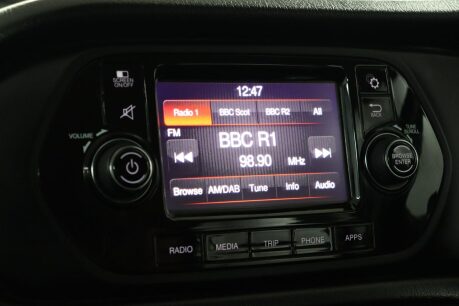 SCREEN
ON/OFF
12:47
Radio 1 BBC Scot BBC R2 All
VOLUME
TUNE
SCROLL
BACK
FM
BBC R1
98.90 MHz
BROWSE
ENTER
Browse AM/DAB Tune Info Audio
RADIO MEDIA TRIP PHONE APPS